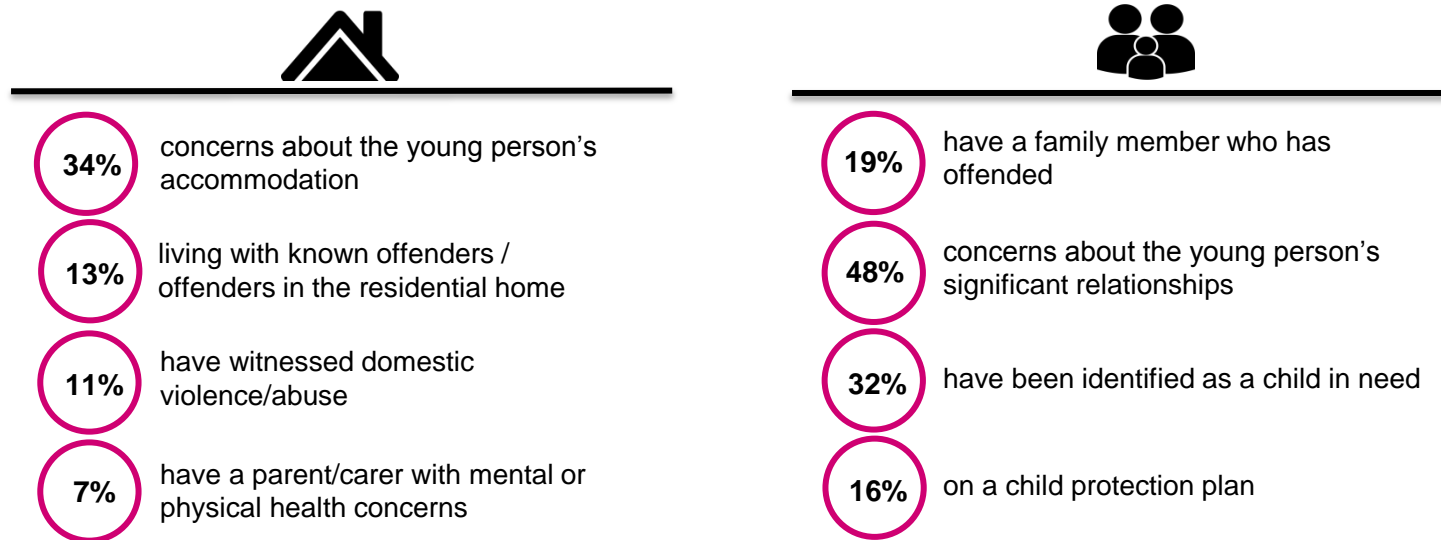 34%
concerns about the young person's
accommodation
13%
living with known offenders /
offenders in the residential home
11%
have witnessed domestic
violence/abuse
7%
have a parent/carer with mental or
physical health concerns
19%
have a family member who has
offended
48%
concerns about the young person's
significant relationships
32%
have been identified as a child in need
16%
on a child protection plan